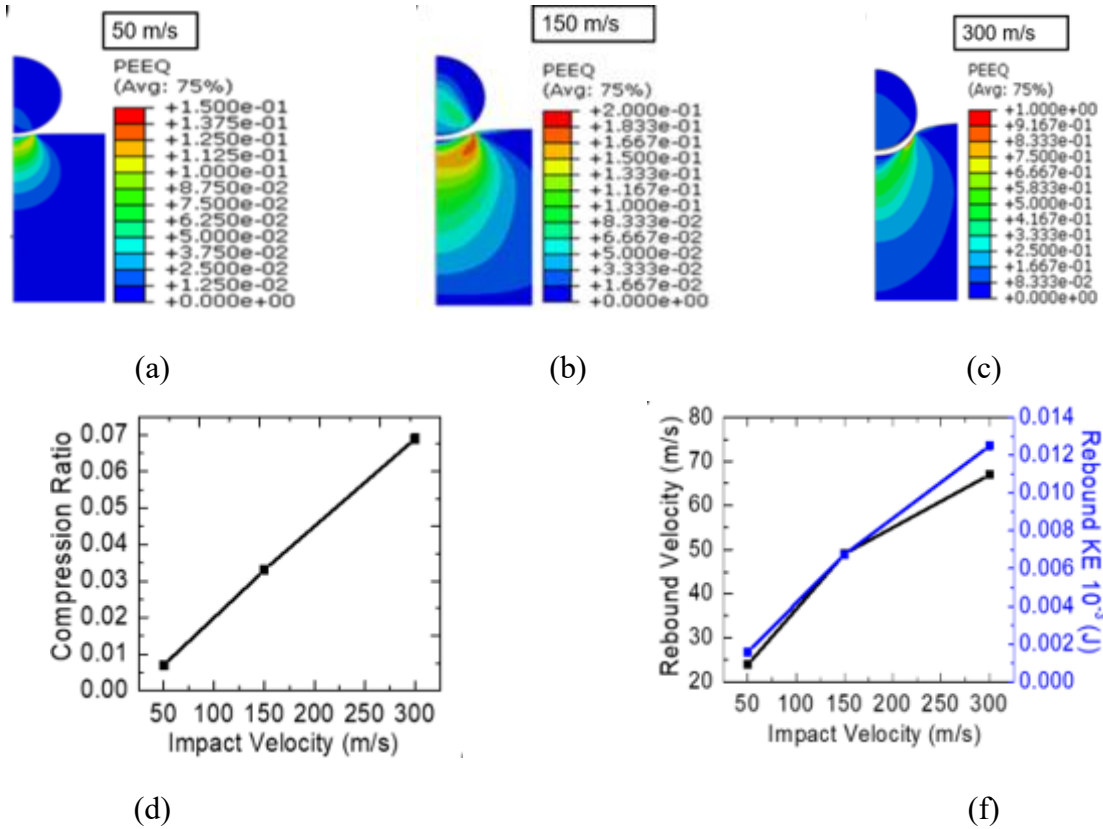 50 m/s
PEEQ
(Avg: 75%)
+1.500e-01
+1.375e-01
+1.250e-01
+1.125e-01
+1.000e-01
+8.750e-02
+7.500e-02
+6.250e-02
+5.000e-02
+3.750e-02
+2.500e-02
+1.250e-02
+0.000e+00
150 m/s
PEEQ
(Avg: 75%)
+2.000e-01
+1.833e-01
+1.667e-01
+1.500e-01
+1.333e-01
+1.167e-01
+1.000e-01
+8.333e-02
+6.667e-02
+5.000e-02
+3.333e-02
+1.667e-02
+0.000e+00
300 m/s
PEEQ
(Avg: 75%)
+1.000e+00
+9.167e-01
+8.333e-01
+7.500e-01
+6.667e-01
+5.833e-01
+5.000e-01
+4.167e-01
+3.333e-01
+2.500e-01
+1.667e-01
+8.333e-02
+0.000e+00
(a)
(b)
(c)
Compression Ratio
0.07
0.06
0.05
0.04
0.03
0.02
0.01
0.00
50 100 150 200 250 300
Impact Velocity (m/s)
Rebound Velocity (m/s)
80
70
60
50
40
30
20
50 100 150 200 250 300
Impact Velocity (m/s)
0.014
0.012
0.010
0.008
0.006
0.004
0.002
0.000
Rebound KE 10⁻³ (J)
(d)
(f)